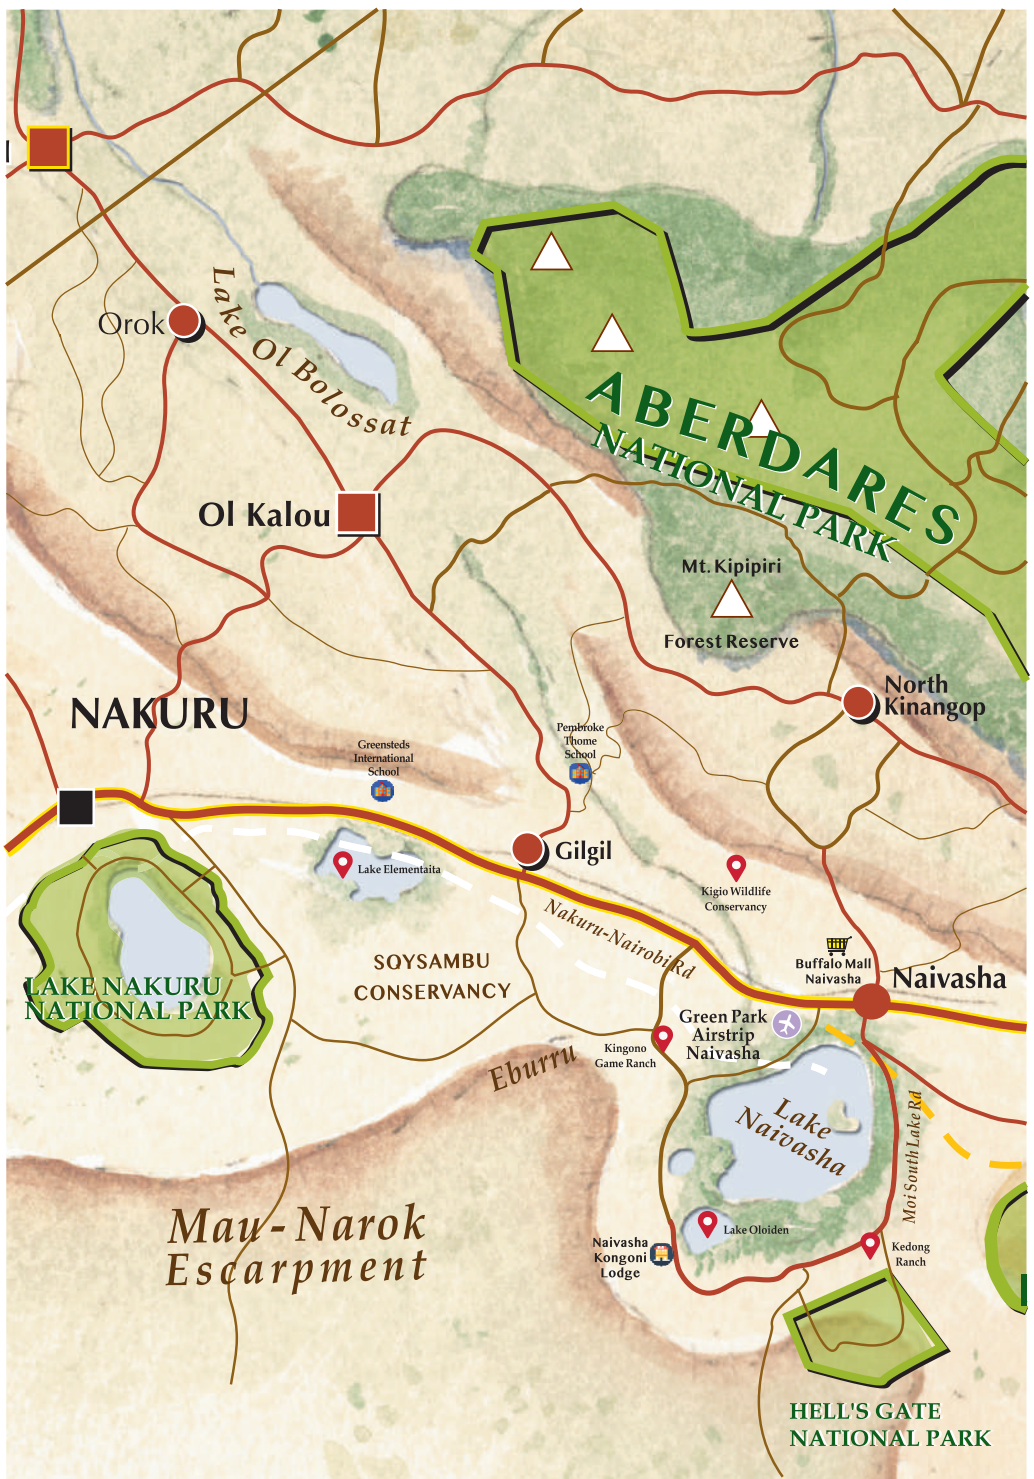 Orok
Lake Ol Bolossat
ABERDARES
NATIONAL PARK
Ol Kalou
Mt. Kipipiri
Forest Reserve
North
Kinangop
NAKURU
Greensteds
International
School
Pembroke
Thome
School
Gilgil
Lake Elementaita
Kigio Wildlife
Conservancy
Nakuru-Nairobi Rd
SOYSAMBU
CONSERVANCY
Buffalo Mall
Naivasha
Naivasha
LAKE NAKURU
NATIONAL PARK
Green Park
Airstrip
Naivasha
Kingono
Game Ranch
Eburru
Lake
Naivasha
Moi South Lake Rd
Mau-Narok
Escarpment
Lake Oloiden
Naivasha
Kongoni
Lodge
Kedong
Ranch
HELL'S GATE
NATIONAL PARK